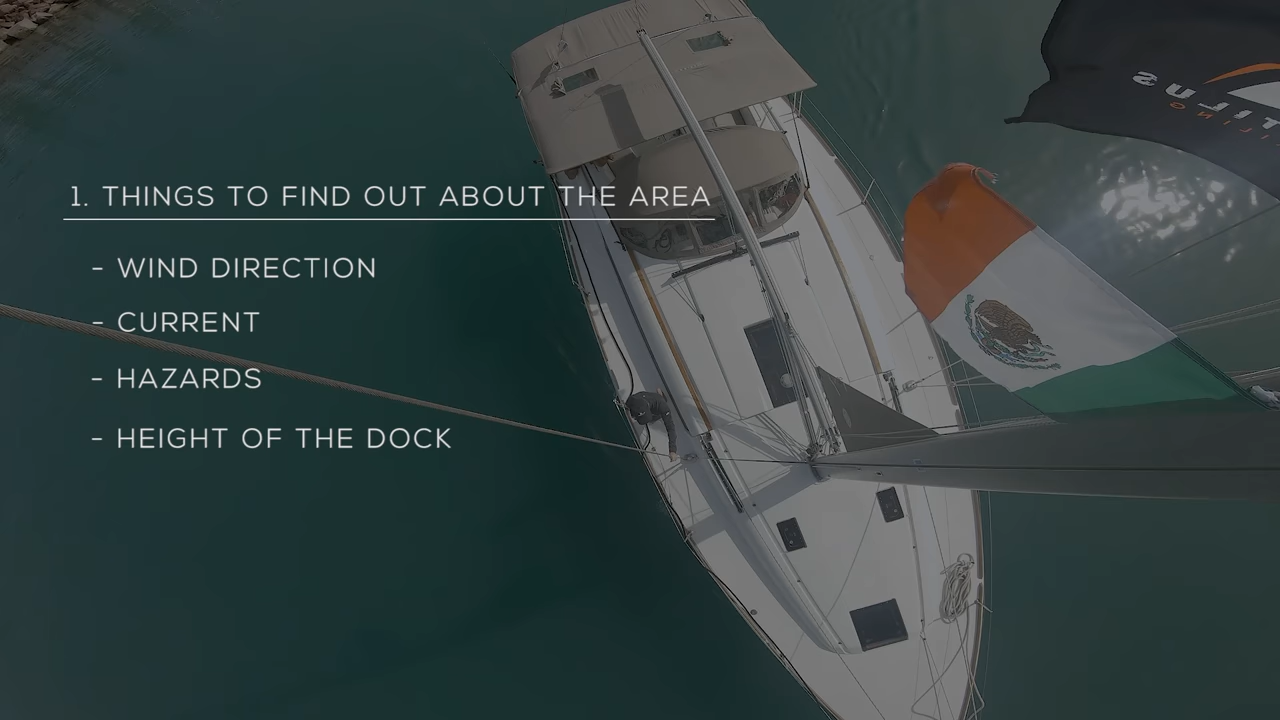 1. THINGS TO FIND OUT ABOUT THE AREA
- WIND DIRECTION
- CURRENT
- HAZARDS
- HEIGHT OF THE DOCK